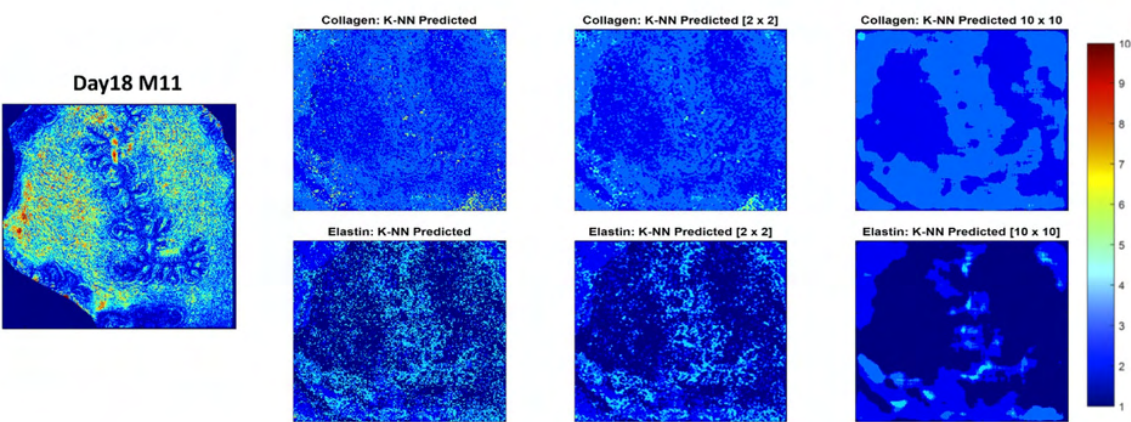 Day18 M11
Collagen: K-NN Predicted
Collagen: K-NN Predicted [2 x 2]
Collagen: K-NN Predicted 10 x 10
Elastin: K-NN Predicted
Elastin: K-NN Predicted [2 x 2]
Elastin: K-NN Predicted [10 x 10]
10
9
8
7
6
5
4
3
2
1